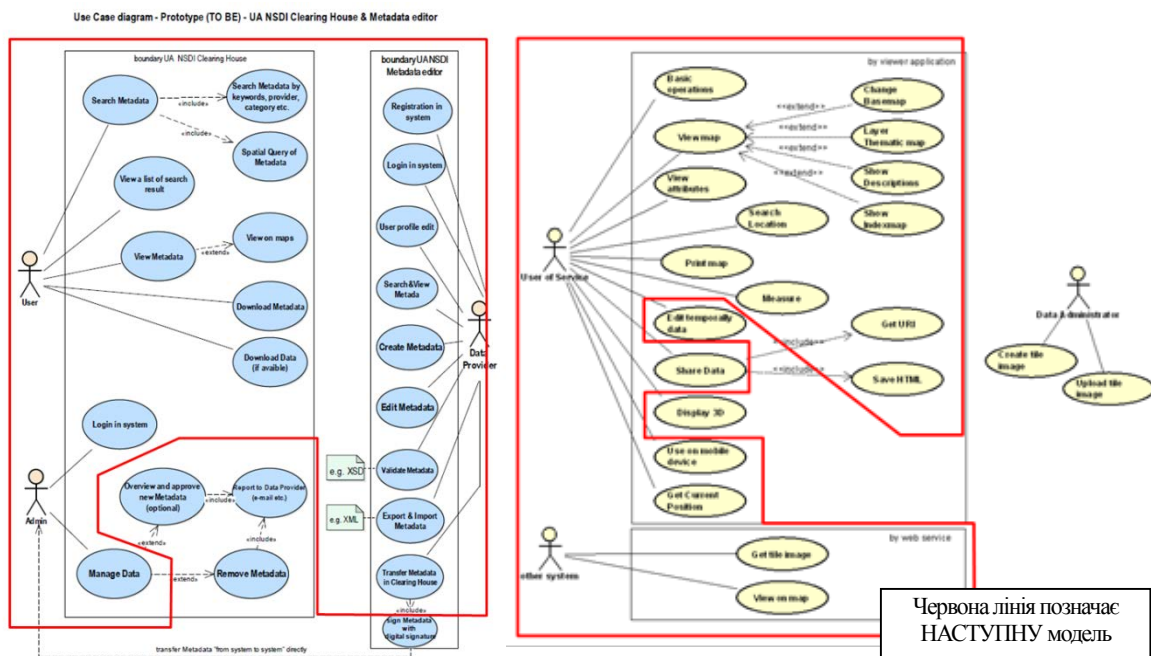 Use Case diagram - Prototype (TO BE) - UA NSDI Clearing House & Metadata editor
boundary UA NSDI Clearing House
Search Metadata
«include»
Search Metadata by
keywords, provider,
category etc.
«include»
Spatial Query of
Metadata
View a list of search
result
View Metadata
«extend»
View on maps
User
Download Metadata
Download Data
(if avaible)
Login in system
Admin
Overview and approve
new Metadata
(optional)
«include»
Report to Data Provider
(e-mail etc.)
«extend»
«include»
Manage Data
«extend»
Remove Metadata
transfer Metadata "from system to system" directly
boundary UA NSDI
Metadata editor
Registration in
system
Login in system
User profile edit
Search&View
Metada
Create Metadata
Data
Provider
Edit Metadata
e.g. XSD
Validate Metadata
e.g. XML
Export & Import
Metadata
Transfer Metadata
in Clearing House
«include»
sign Metadata
with
digital signature
by viewer application
Basic
operations
View map
<<extend>>
<<extend>>
<<extend>>
<<extend>>
Change
Basemap
Layer
Thematic map
Show
Descriptions
Show
Indexmap
View
attributes
Search
Location
User of Service
Print map
Measure
Edit temporally
data
Share Data
<<include>>
Get URI
<<include>>
Save HTML
Display 3D
Use on mobile
device
Get Current
Position
by web service
other system
Get tile image
View on map
Data Administrater
Create tile
image
Upload tile
image
Червона лінія позначає
НАСТУПНУ модель